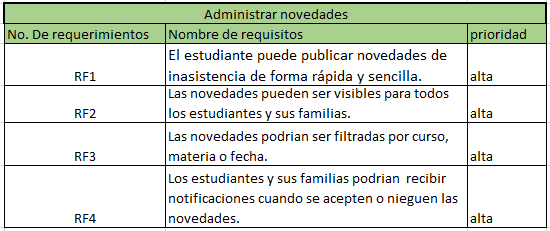 Administrar novedades
No. De requerimientos Nombre de requisitos prioridad
El estudiante puede publicar novedades de
RF1 inasistencia de forma rápida y sencilla. alta
Las novedades pueden ser visibles para todos
RF2 los estudiantes y sus familias. alta
Las novedades podrian ser filtradas por curso,
RF3 materia o fecha. alta
Los estudiantes y sus familias podrian recibir
notificaciones cuando se acepten o nieguen las
RF4 novedades. alta